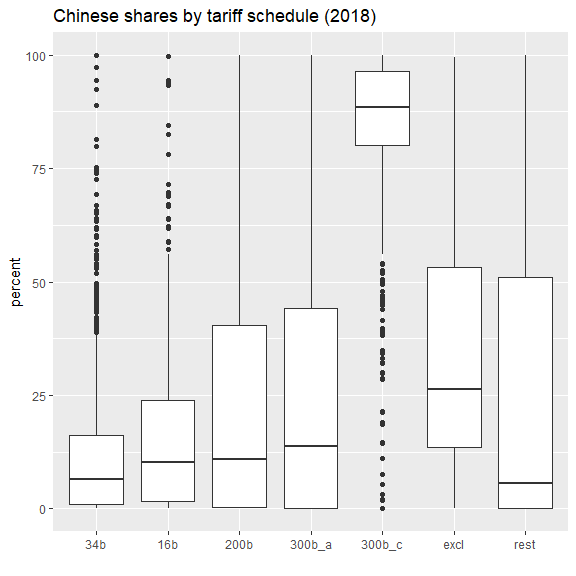 Chinese shares by tariff schedule (2018)
percent
100
75
50
25
0
34b
16b
200b
300b_a
300b_c
excl
rest